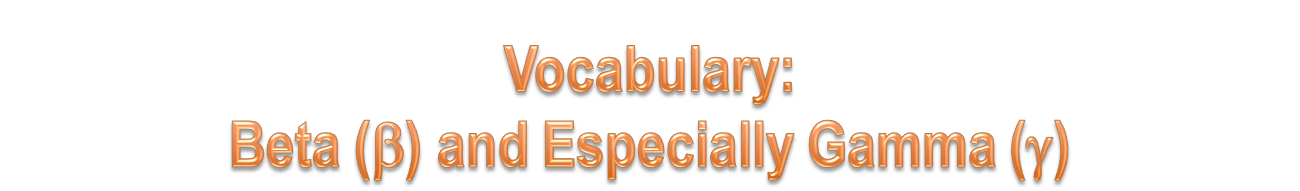 Vocabulary:
Beta (β) and Especially Gamma (γ)